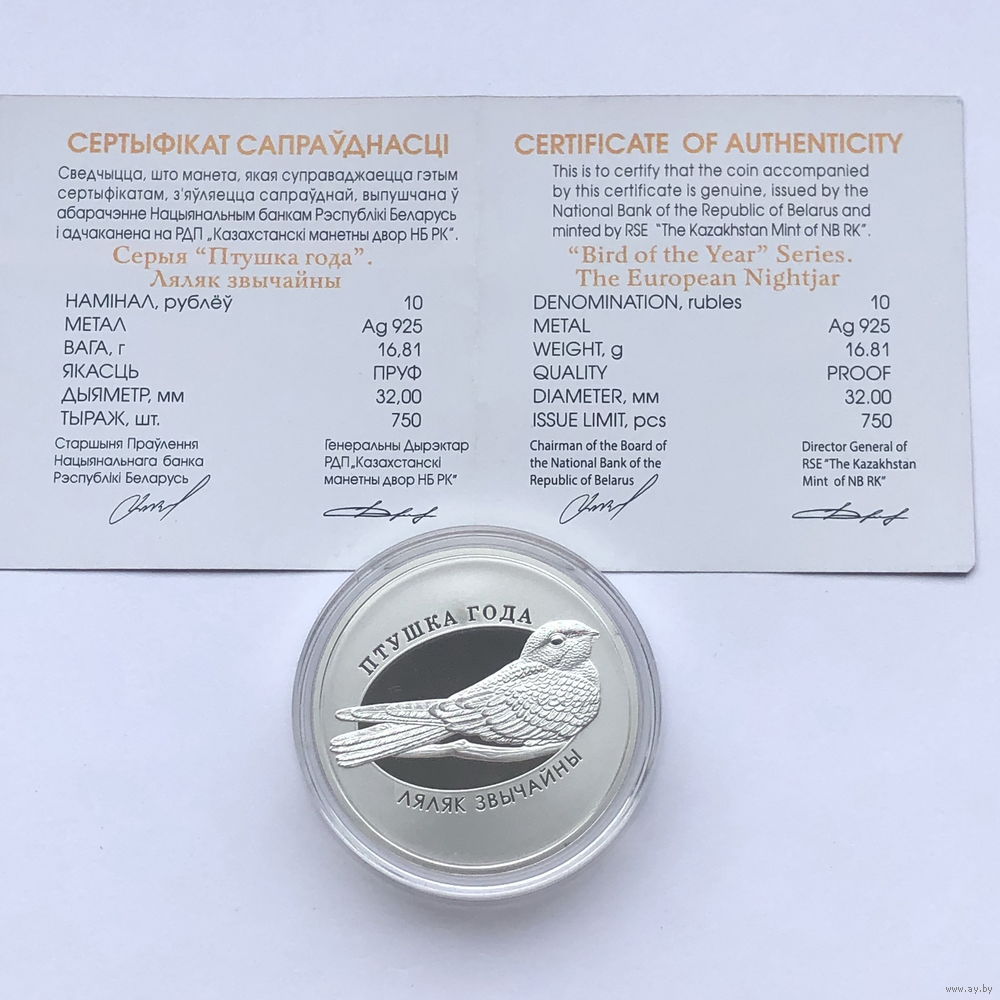 СЕРТЫФІКАТ САПРАЎДНАСЦІ
Сведчыцца, што манета, якая суправаджаецца гэтым
сертыфікатам, з'яўляецца сапраўднай, выпушчана ў
абарачэнне Нацыянальным банкам Рэспублікі Беларусь
і адчаканена на РДП „Казахстанскі манетны двор НБ РК".
Серыя "Птушка года".
Ляляк звычайны
НАМІНАЛ, рублёў 10
МЕТАЛ Ag 925
ВАГА, г 16,81
ЯКАСЦЬ ПРУФ
ДЫЯМЕТР, мм 32,00
ТЫРАЖ, шт. 750
Старшыня Праўлення
Нацыянальнага банка
Рэспублікі Беларусь
Генеральны Дырэктар
РДП„Казахстанскі
манетны двор НБ РК"
CERTIFICATE OF AUTHENTICITY
This is to certify that the coin accompanied
by this certificate is genuine, issued by the
National Bank of the Republic of Belarus and
minted by RSE "The Kazakhstan Mint of NB RK".
"Bird of the Year" Series.
The European Nightjar
DENOMINATION, rubles 10
METAL Ag 925
WEIGHT, g 16.81
QUALITY PROOF
DIAMETER, мм 32.00
ISSUE LIMIT, pcs 750
Chairman of the Board of
the National Bank of the
Republic of Belarus
Director General of
RSE "The Kazakhstan
Mint of NB RK"
ПТУШКА ГОДА
ЛЯЛЯК ЗВЫЧАЙНЫ
www.ay.by